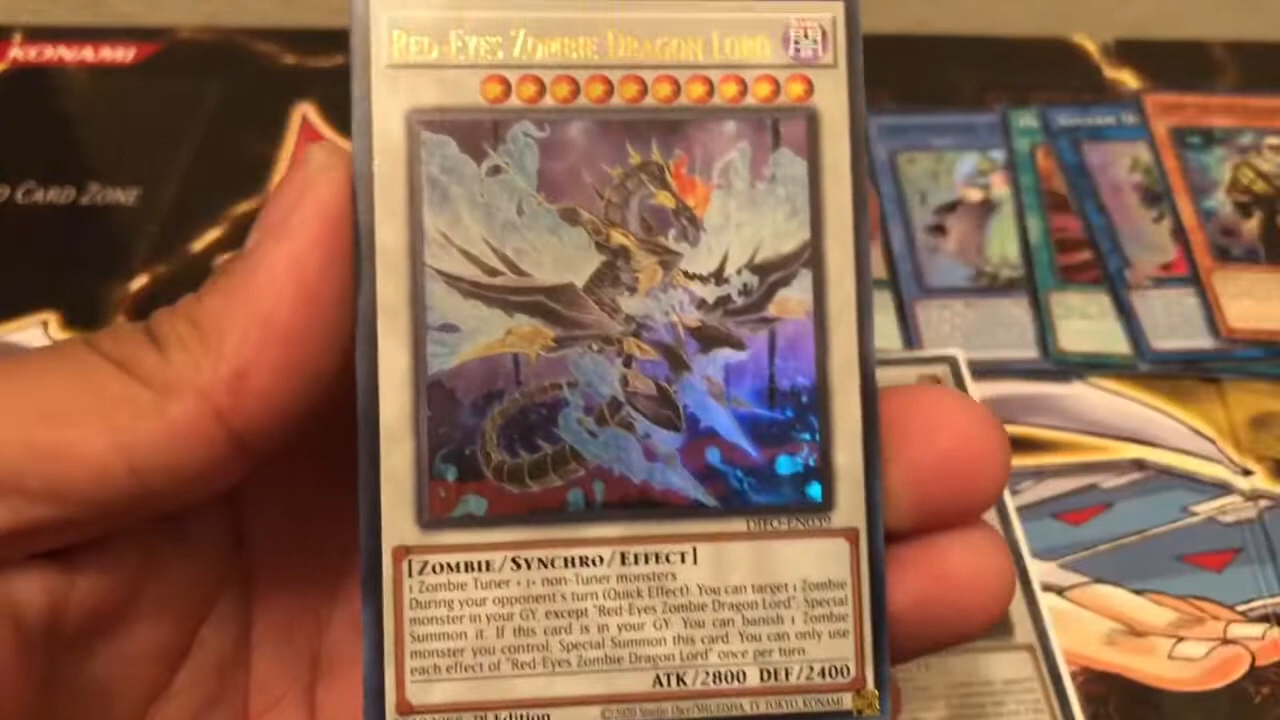 KONAMI
D CARD ZONE
RED-EYES ZOMBIE DRAGON LORD
DIFO-EN039
[ZOMBIE/SYNCHRO/EFFECT]
1 Zombie Tuner + 1+ non-Tuner monsters
During your opponent's turn (Quick Effect): You can target 1 Zombie
monster in your GY, except "Red-Eyes Zombie Dragon Lord"; Special
Summon it. If this card is in your GY: You can banish 1 Zombie
monster you control; Special Summon this card. You can only use
each effect of "Red-Eyes Zombie Dragon Lord" once per turn.
ATK/2800 DEF/2400
Edition
©2020 Studio Dice/SHUEISHA, TV TOKYO, KONAMI